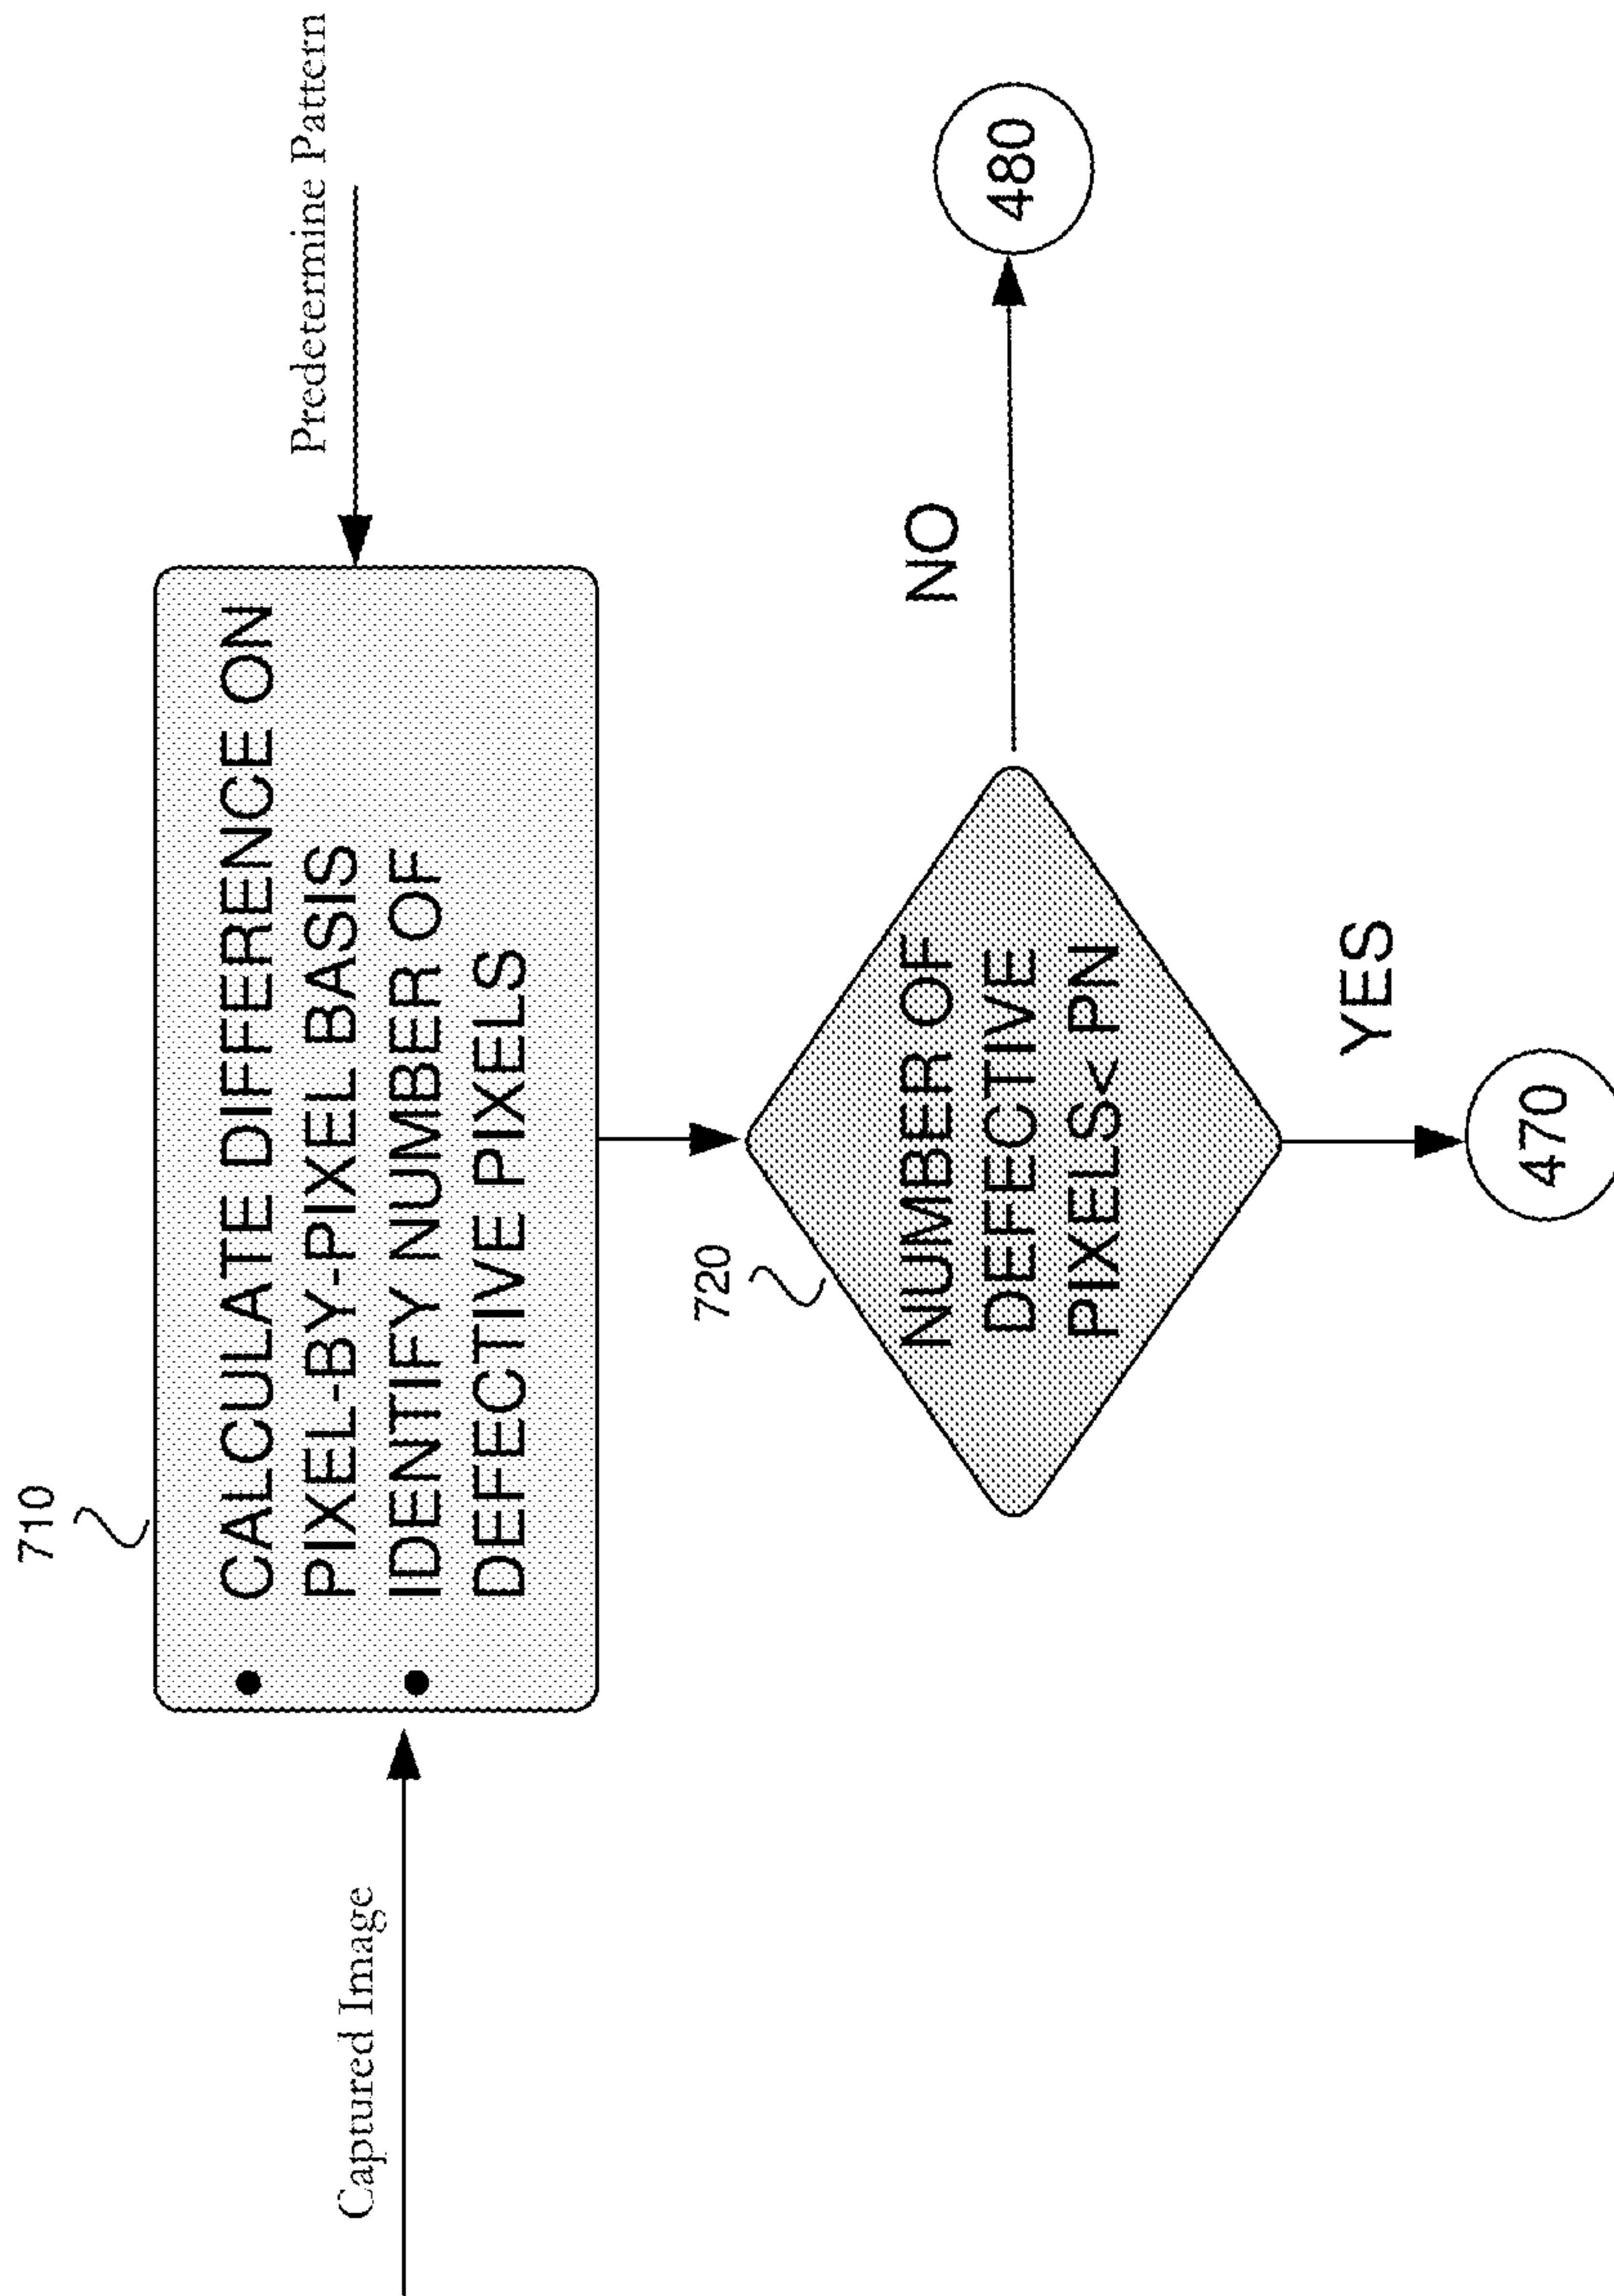 710
Predetermine Pattern
Captured Image
• CALCULATE DIFFERENCE ON
PIXEL-BY-PIXEL BASIS
• IDENTIFY NUMBER OF
DEFECTIVE PIXELS
720
NUMBER OF
DEFECTIVE
PIXELS< PN
NO
480
YES
470